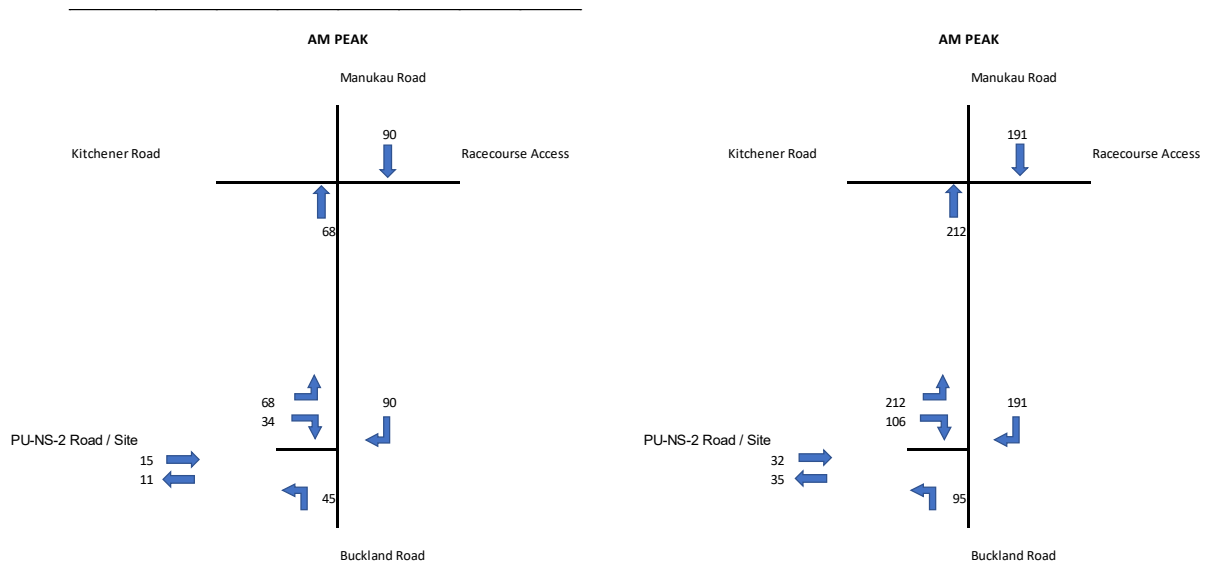 AM PEAK
Manukau Road
90
Kitchener Road
Racecourse Access
68
68
90
34
PU-NS-2 Road / Site
15
11
45
Buckland Road
AM PEAK
Manukau Road
191
Kitchener Road
Racecourse Access
212
212
191
106
PU-NS-2 Road / Site
32
35
95
Buckland Road